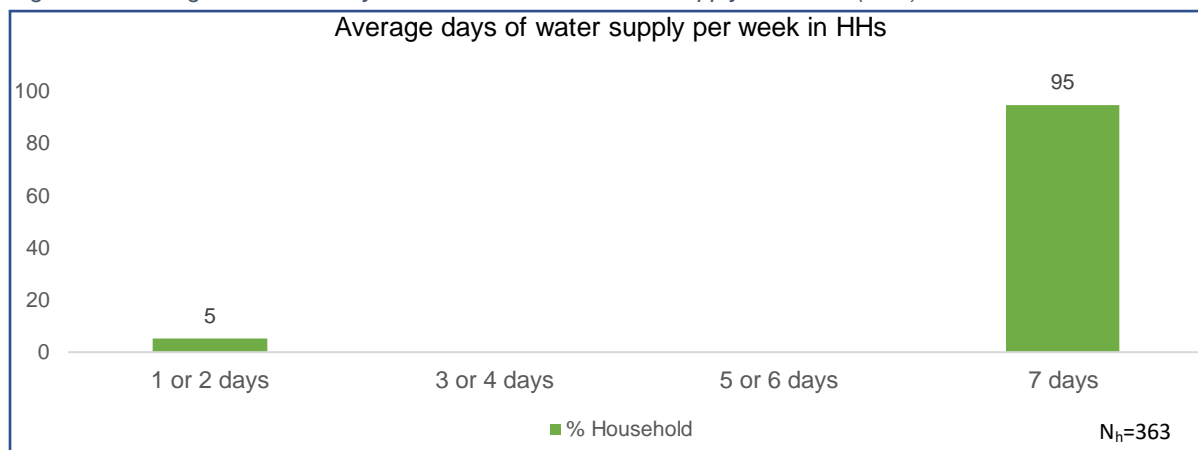 Average days of water supply per week in HHs
100
80
60
40
20
0
5
95
1 or 2 days
3 or 4 days
5 or 6 days
7 days
% Household
Nₕ=363